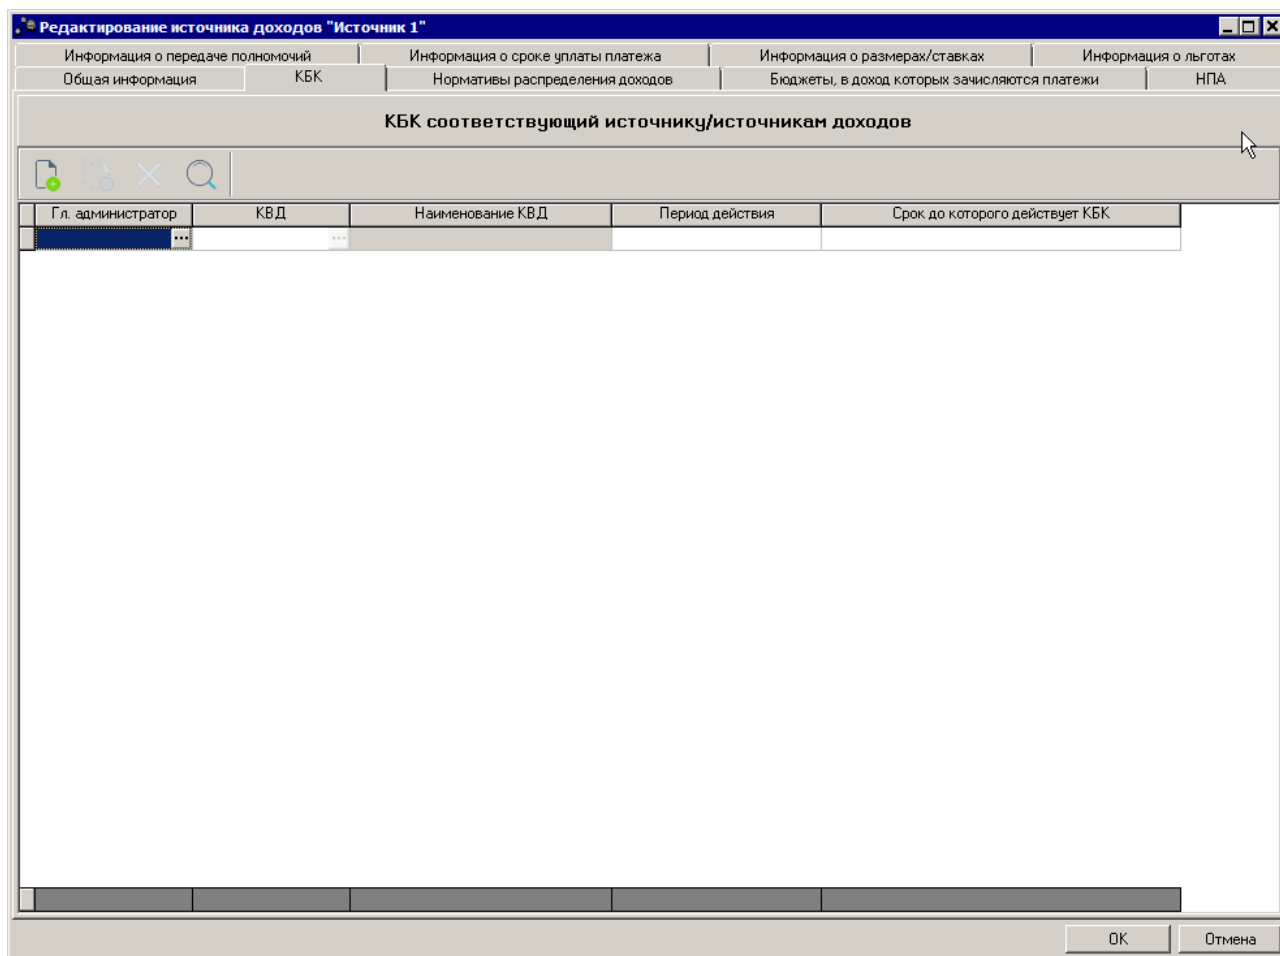 Редактирование источника доходов "Источник 1"
Информация о передаче полномочий Информация о сроке уплаты платежа Информация о размерах/ставках Информация о льготах
Общая информация КБК Нормативы распределения доходов Бюджеты, в доход которых зачисляются платежи НПА
КБК соответствующий источнику/источникам доходов
Гл. администратор КВД Наименование КВД Период действия Срок до которого действует КБК
OK Отмена